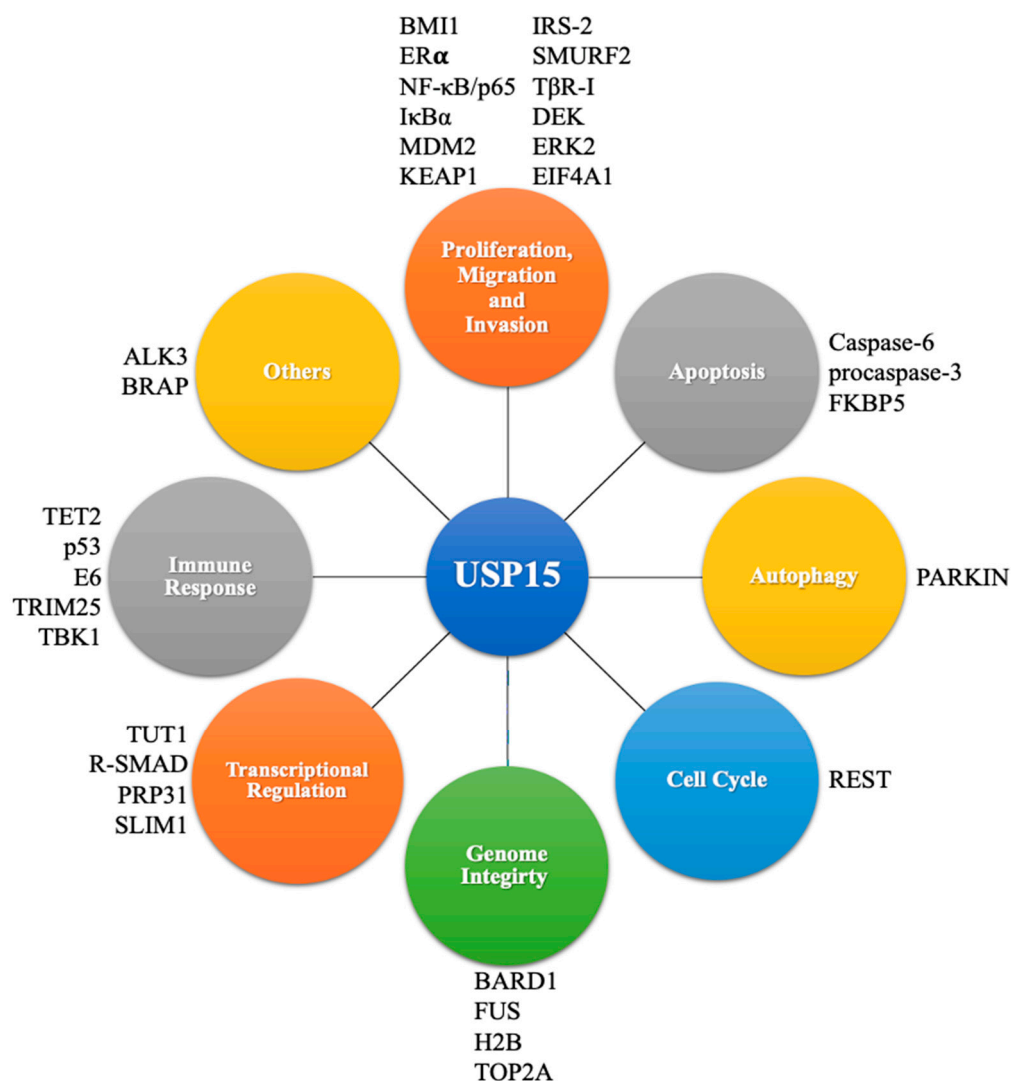 BMI1
ERα
NF-κB/p65
IκBα
MDM2
KEAP1
IRS-2
SMURF2
TβR-I
DEK
ERK2
EIF4A1
Proliferation,
Migration
and
Invasion
Apoptosis
Caspase-6
procaspase-3
FKBP5
Autophagy
PARKIN
Cell Cycle
REST
Genome
Integirty
BARD1
FUS
H2B
TOP2A
Transcriptional
Regulation
TUT1
R-SMAD
PRP31
SLIM1
Immune
Response
TET2
p53
E6
TRIM25
TBK1
Others
ALK3
BRAP
USP15